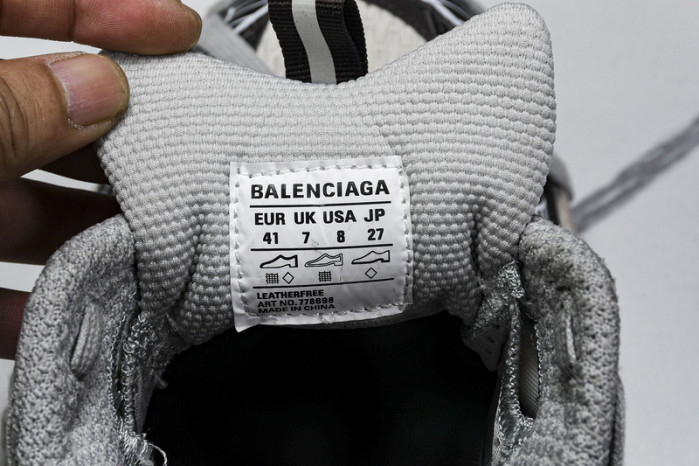 BALENCIAGA
EUR UK USA JP
41 7 8 27
LEATHERFREE
ART NO.778698
MADE IN CHINA